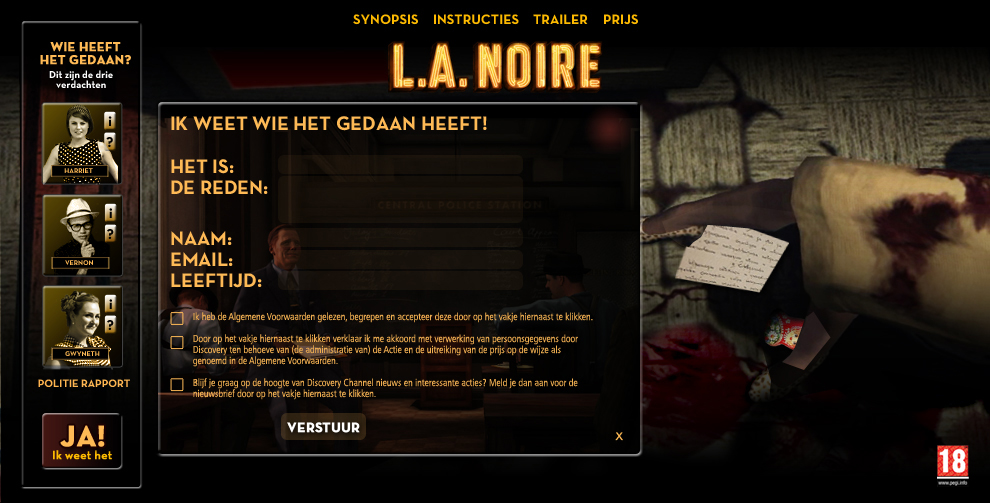 SYNOPSIS INSTRUCTIES TRAILER PRIJS
L.A. NOIRE
WIE HEEFT
HET GEDAAN?
Dit zijn de drie
verdachten
i
?
HARRIET
i
?
VERNON
i
?
GWYNETH
POLITIE RAPPORT
JA!
Ik weet het
IK WEET WIE HET GEDAAN HEEFT!
HET IS:
DE REDEN:
CENTRAL POLICE STATION
NAAM:
EMAIL:
LEEFTIJD:
Ik heb de Algemene Voorwaarden gelezen, begrepen en accepteer deze door op het vakje hiernaast te klikken.
Door op het vakje hiernaast te klikken verklaar ik me akkoord met verwerking van persoonsgegevens door
Discovery ten behoeve van (de administratie van) de Actie en de uitreiking van de prijs op de wijze als
genoemd in de Algemene Voorwaarden.
Blijf je graag op de hoogte van Discovery Channel nieuws en interessante acties? Meld je dan aan voor de
nieuwsbrief door op het vakje hiernaast te klikken.
VERSTUUR
X
18
www.pegi.info